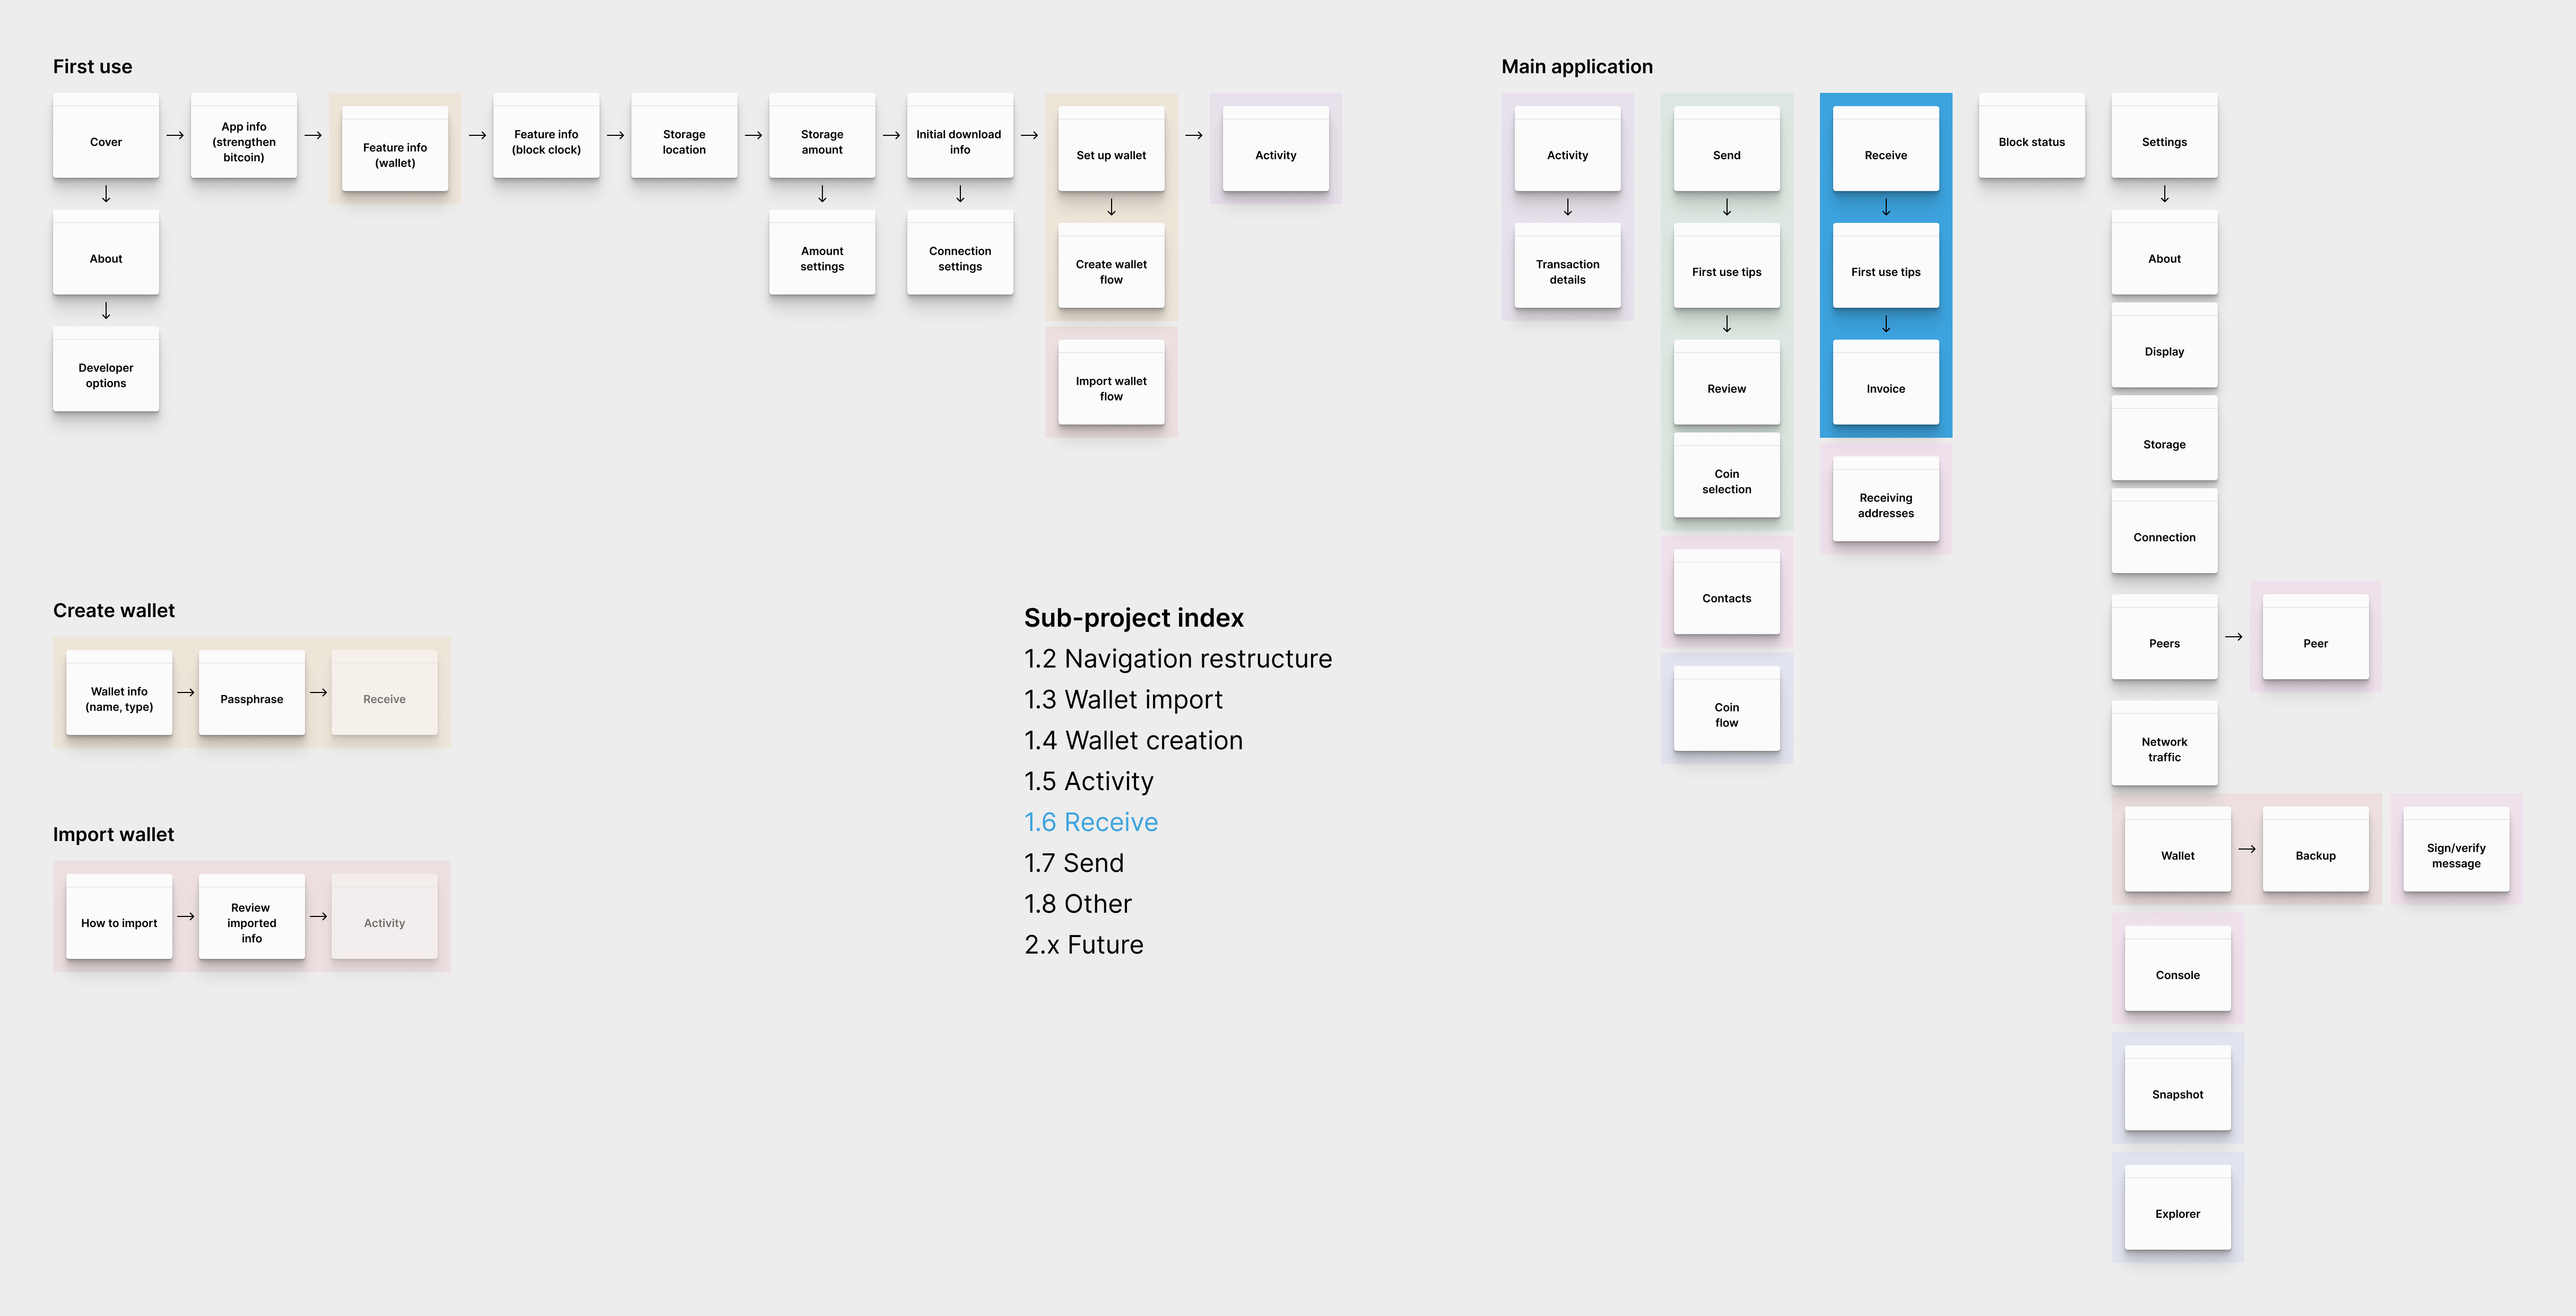 First use
Cover
App info
(strengthen
bitcoin)
Feature info
(wallet)
Feature info
(block clock)
Storage
location
Storage
amount
Initial download
info
Set up wallet
Activity
About
Amount
settings
Connection
settings
Create wallet
flow
Developer
options
Import wallet
flow
Main application
Activity
Send
Receive
Block status
Settings
Transaction
details
First use tips
First use tips
About
Review
Invoice
Display
Coin
selection
Receiving
addresses
Storage
Contacts
Connection
Coin
flow
Peers
Peer
Network
traffic
Wallet
Backup
Sign/verify
message
Console
Snapshot
Explorer
Create wallet
Wallet info
(name, type)
Passphrase
Receive
Import wallet
How to import
Review
imported
info
Activity
Sub-project index
1.2 Navigation restructure
1.3 Wallet import
1.4 Wallet creation
1.5 Activity
1.6 Receive
1.7 Send
1.8 Other
2.x Future